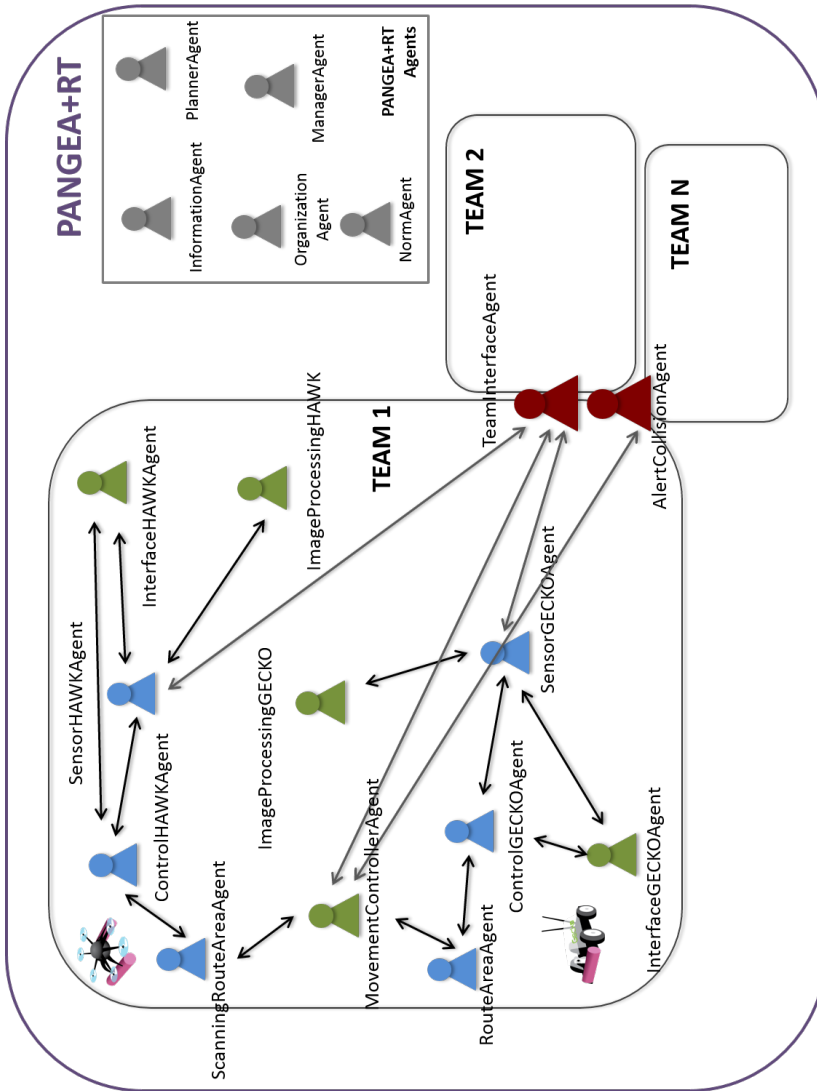 PANGEA+RT
PlannerAgent
ManagerAgent
PANGEA+RT
Agents
InformationAgent
Organization
Agent
NormAgent
TEAM 2
TEAM N
TeamInterfaceAgent
AlertCollisionAgent
TEAM 1
InterfaceHAWKAgent
ImageProcessingHAWK
SensorHAWKAgent
ControlHAWKAgent
ImageProcessingGECKO
SensorGECKOAgent
ScanningRouteAreaAgent
MovementControllerAgent
ControlGECKOAgent
RouteAreaAgent
InterfaceGECKOAgent